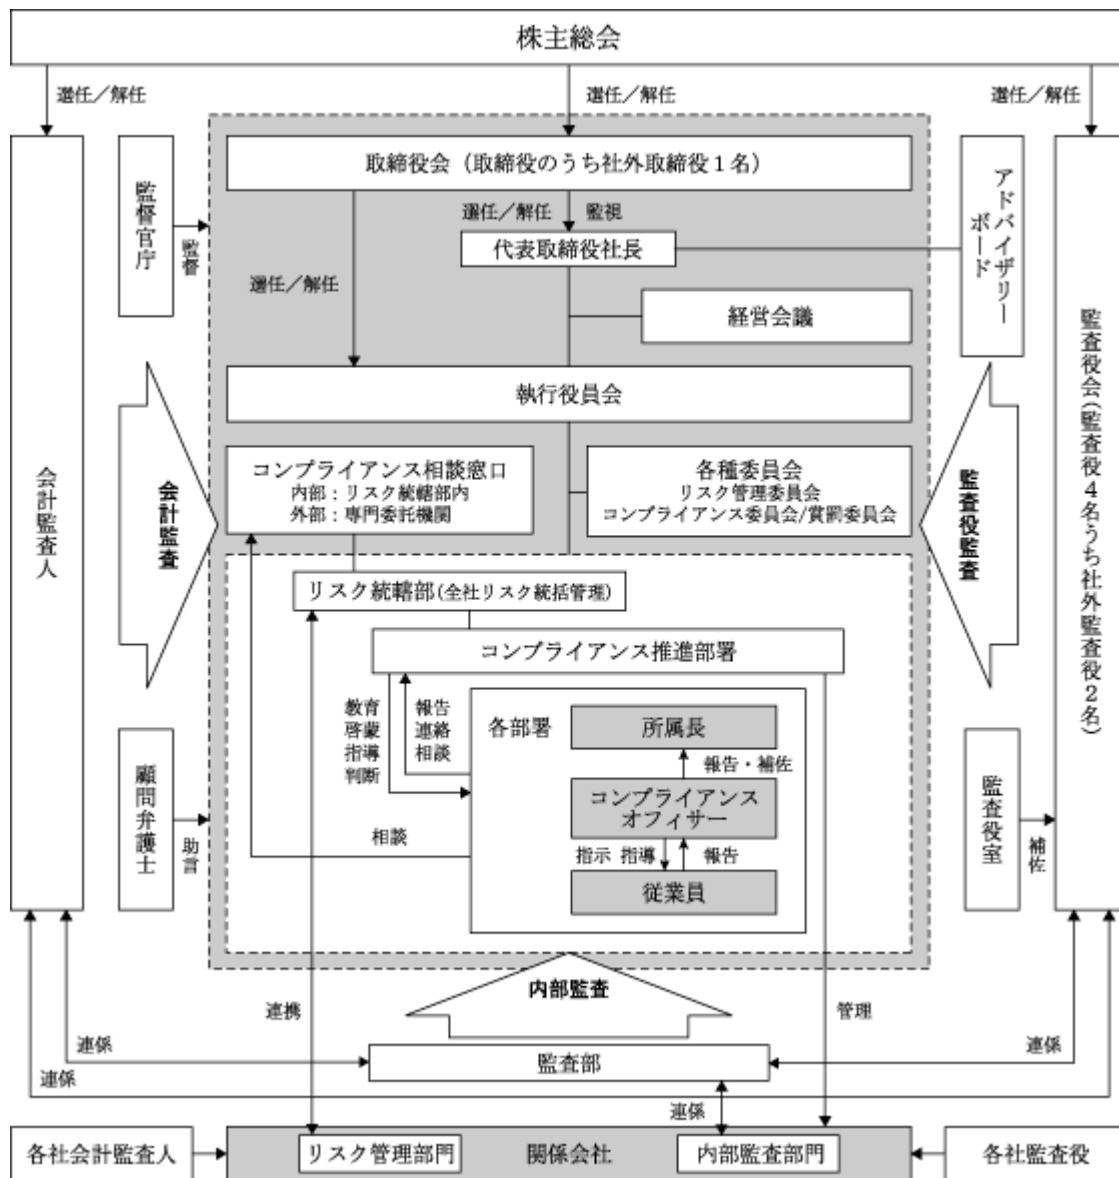 株主総会
選任／解任
選任／解任
選任／解任
取締役会（取締役のうち社外取締役１名）
監督官庁
監督
アドバイザリー
ボード
選任／解任
監視
代表取締役社長
選任／解任
経営会議
執行役員会
会計監査人
会計監査
コンプライアンス相談窓口
内部：リスク統轄部内
外部：専門委託機関
各種委員会
リスク管理委員会
コンプライアンス委員会/賞罰委員会
監査役監査
監査役会(監査役４名うち社外監査役２名)
リスク統轄部(全社リスク統括管理)
コンプライアンス推進部署
教育
啓蒙
指導
判断
報告
連絡
相談
各部署
所属長
報告・補佐
コンプライアンス
オフィサー
指示 指導
報告
従業員
相談
顧問弁護士
助言
監査役室
補佐
内部監査
連携
管理
連係
監査部
連係
連係
連係
各社会計監査人
リスク管理部門
関係会社
内部監査部門
各社監査役